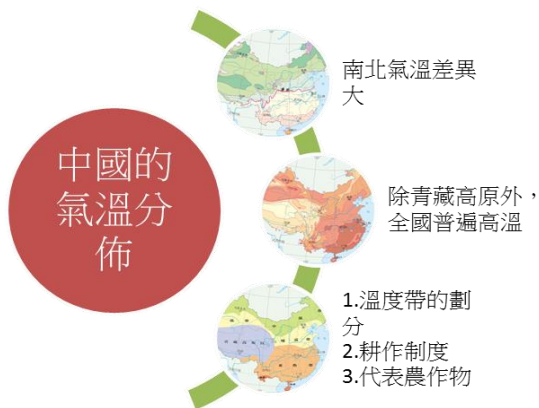 中國的
氣溫分
佈
南北氣溫差異
大
除青藏高原外，
全國普遍高溫
1.溫度帶的劃
分
2.耕作制度
3.代表農作物